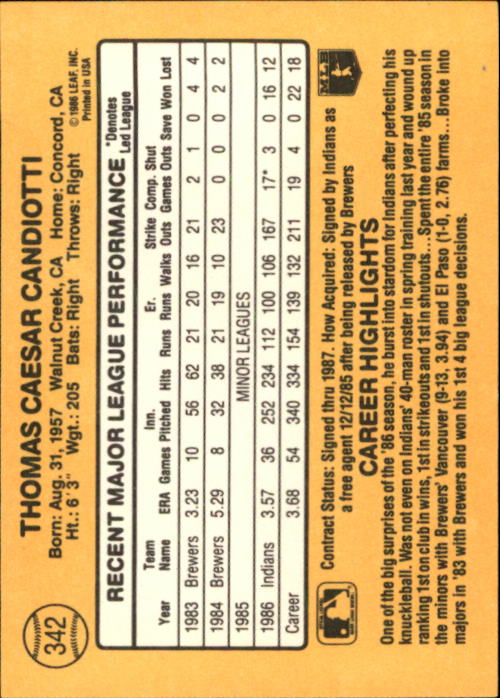 342
THOMAS CAESAR CANDIOTTI
Born: Aug. 31, 1957 Walnut Creek, CA Home: Concord, CA
Ht.: 6'3" Wgt.: 205 Bats: Right Throws: Right
©1986 LEAF, INC.
Printed in USA
RECENT MAJOR LEAGUE PERFORMANCE *Denotes Led League
Team Inn. Er. Strike Comp. Shut
Year Name ERA Games Pitched Hits Runs Runs Walks Outs Games Outs Save Won Lost
1983 Brewers 3.23 10 56 62 21 20 16 21 2 1 0 4 4
1984 Brewers 5.29 8 32 38 21 19 10 23 0 0 0 2 2
1985 MINOR LEAGUES
1986 Indians 3.57 36 252 234 112 100 106 167 17* 3 0 16 12
Career 3.68 54 340 334 154 139 132 211 19 4 0 22 18
Contract Status: Signed thru 1987. How Acquired: Signed by Indians as
a free agent 12/12/85 after being released by Brewers
MLB
CAREER HIGHLIGHTS
One of the big surprises of the '86 season, he burst into stardom for Indians after perfecting his
knuckleball. Was not even on Indians' 40-man roster in spring training last year and wound up
ranking 1st on club in wins, 1st in strikeouts and 1st in shutouts... Spent the entire '85 season in
the minors with Brewers' Vancouver (9-13, 3.94) and El Paso (1-0, 2.76) farms... Broke into
majors in '83 with Brewers and won his 1st 4 big league decisions.